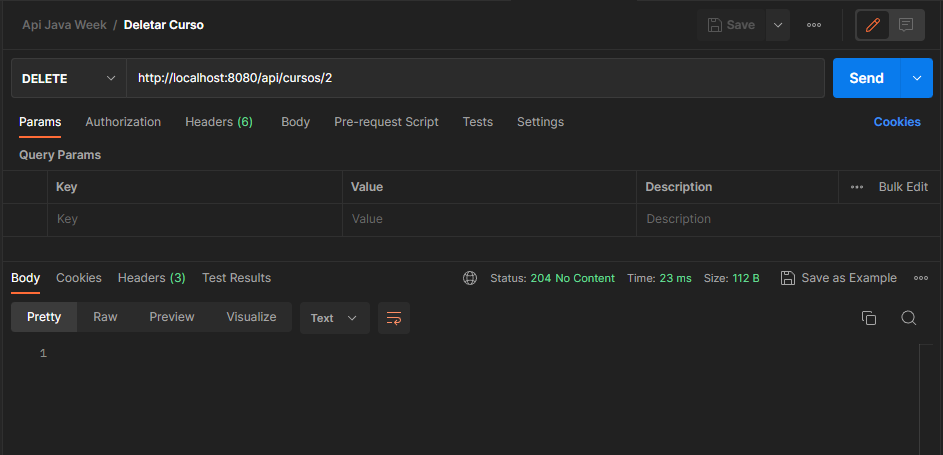 Api Java Week / Deletar Curso Save
DELETE http://localhost:8080/api/cursos/2 Send
Params Authorization Headers (6) Body Pre-request Script Tests Settings Cookies
Query Params
Key Value Description Bulk Edit
Key Value Description
Body Cookies Headers (3) Test Results Status: 204 No Content Time: 23 ms Size: 112 B Save as Example
Pretty Raw Preview Visualize Text
1